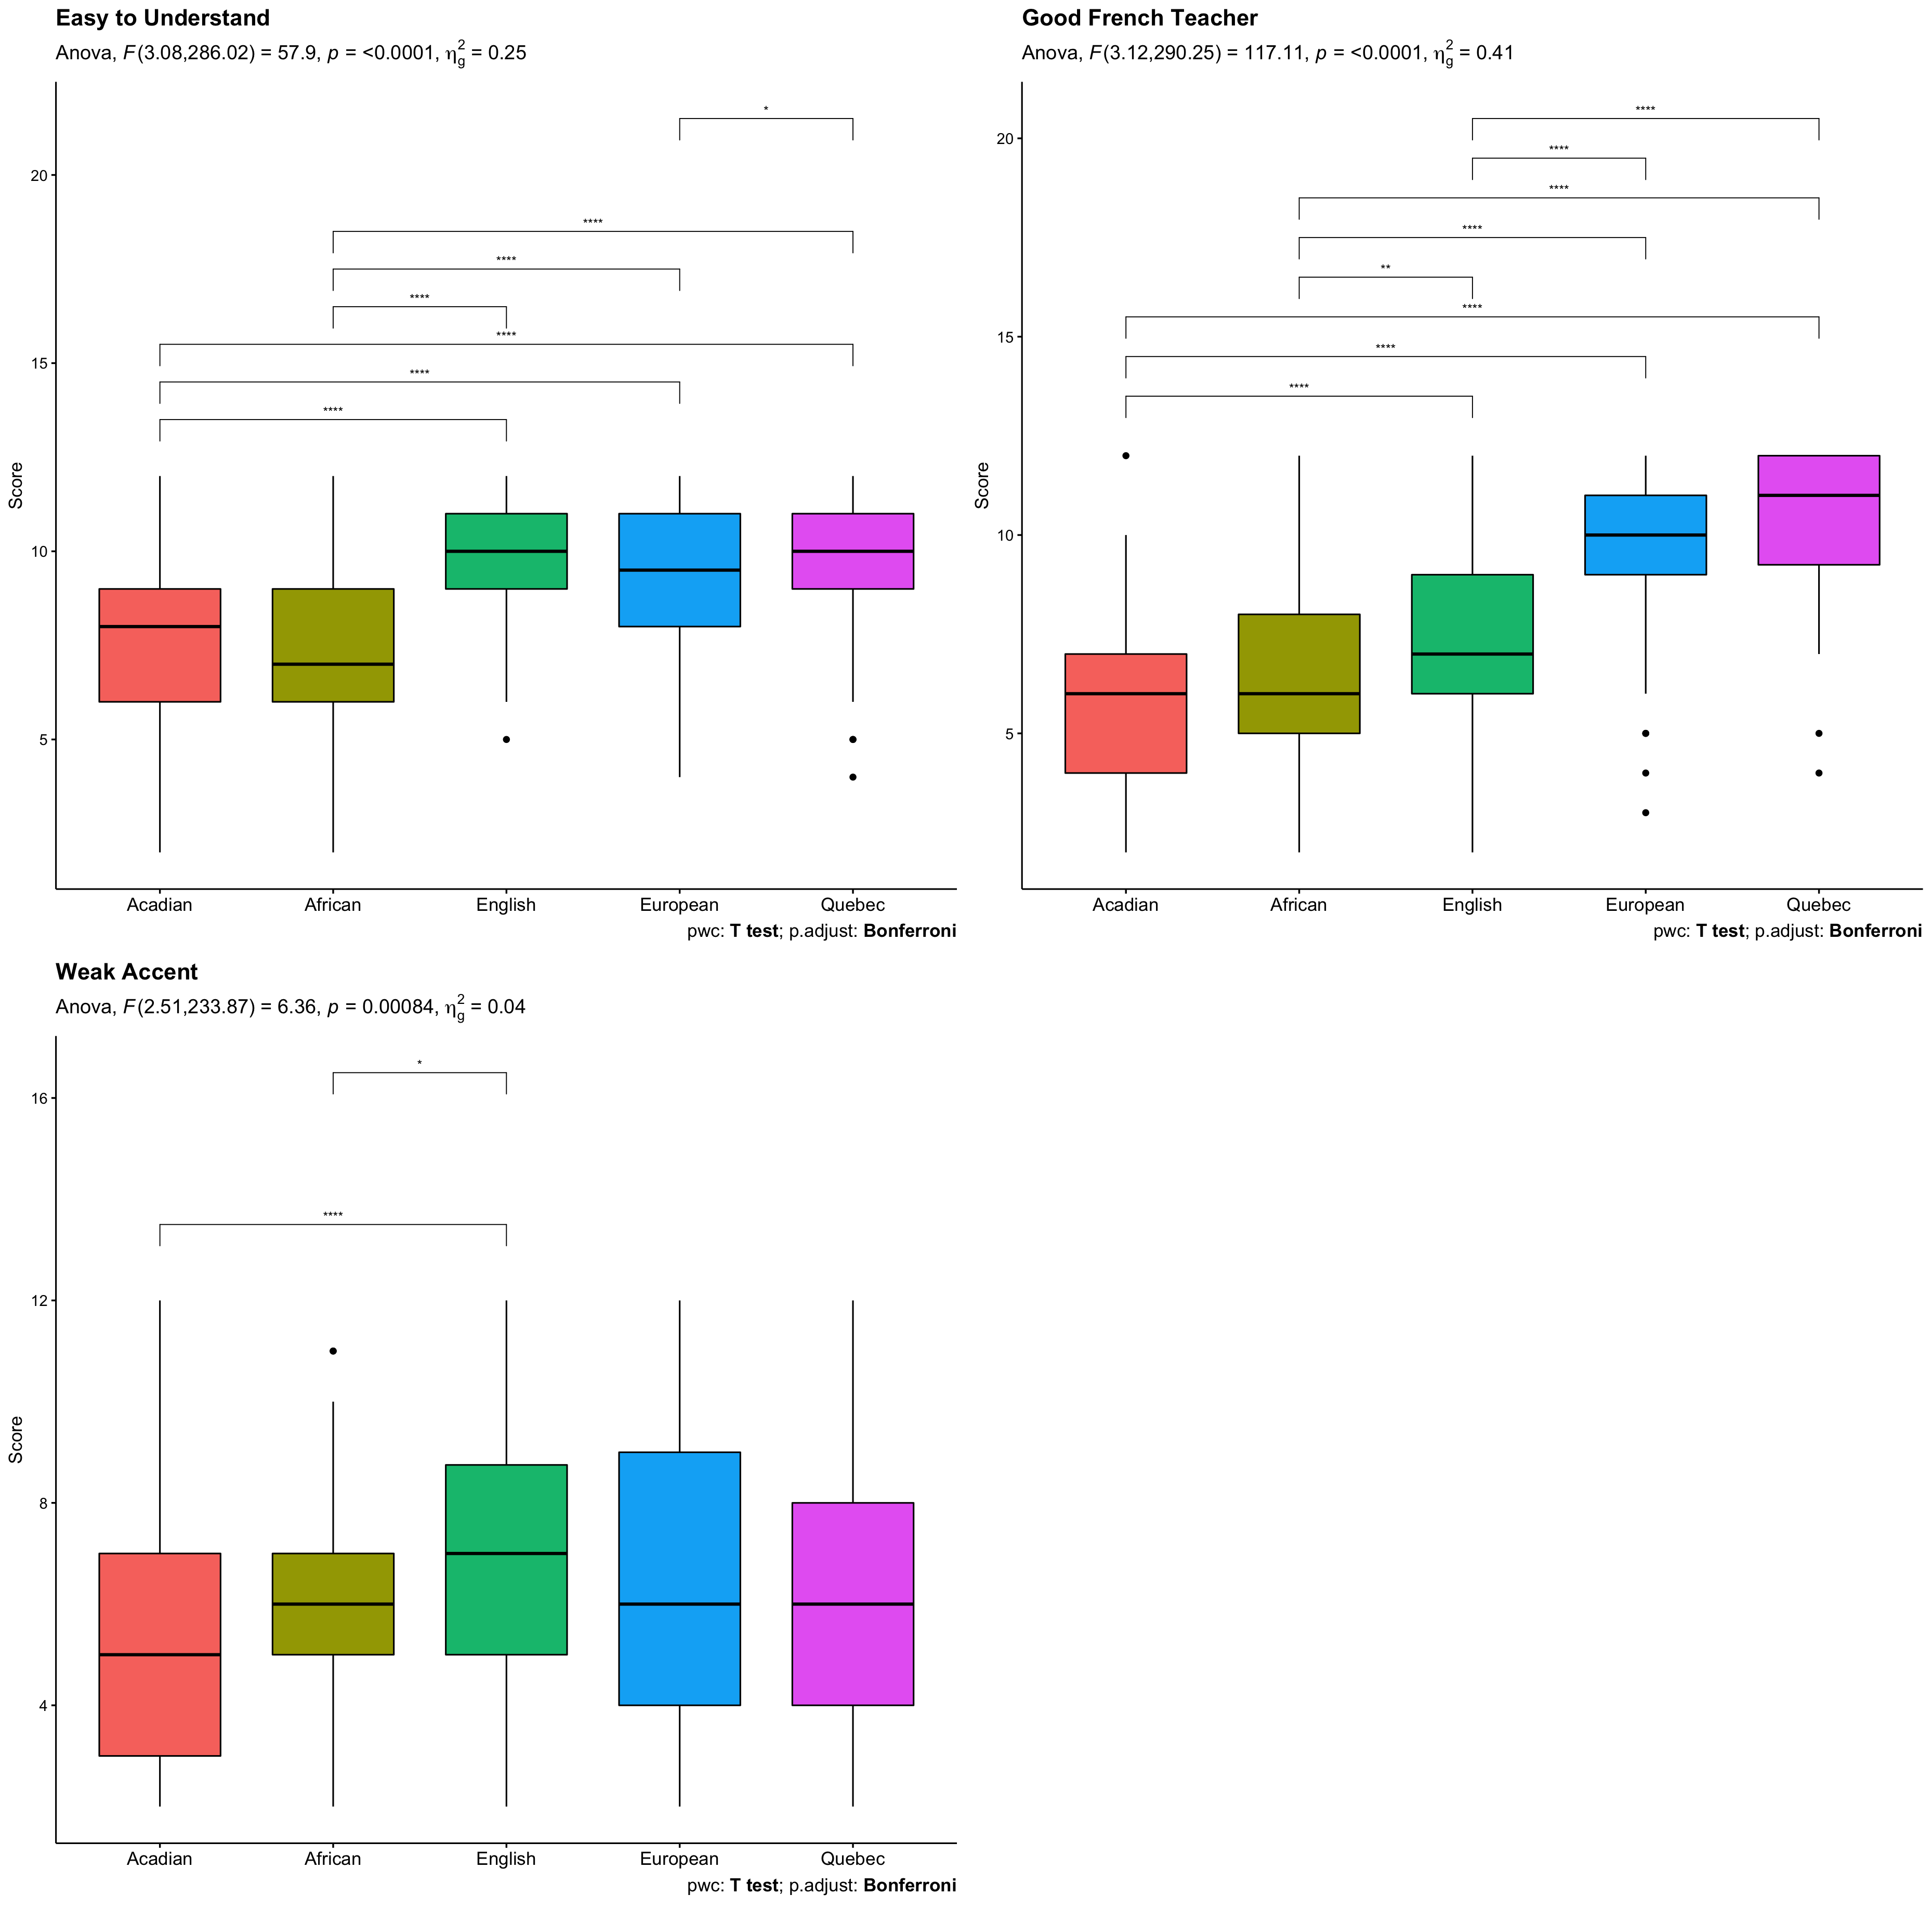 Easy to Understand
Anova, F(3.08,286.02) = 57.9, p = <0.0001, η²g = 0.25
*
****
****
****
****
****
****
20
15
10
5
Score
Acadian African English European Quebec
pwc: T test; p.adjust: Bonferroni
Good French Teacher
Anova, F(3.12,290.25) = 117.11, p = <0.0001, η²g = 0.41
****
****
****
****
**
****
****
****
20
15
10
5
Score
Acadian African English European Quebec
pwc: T test; p.adjust: Bonferroni
Weak Accent
Anova, F(2.51,233.87) = 6.36, p = 0.00084, η²g = 0.04
*
****
16
12
8
4
Score
Acadian African English European Quebec
pwc: T test; p.adjust: Bonferroni